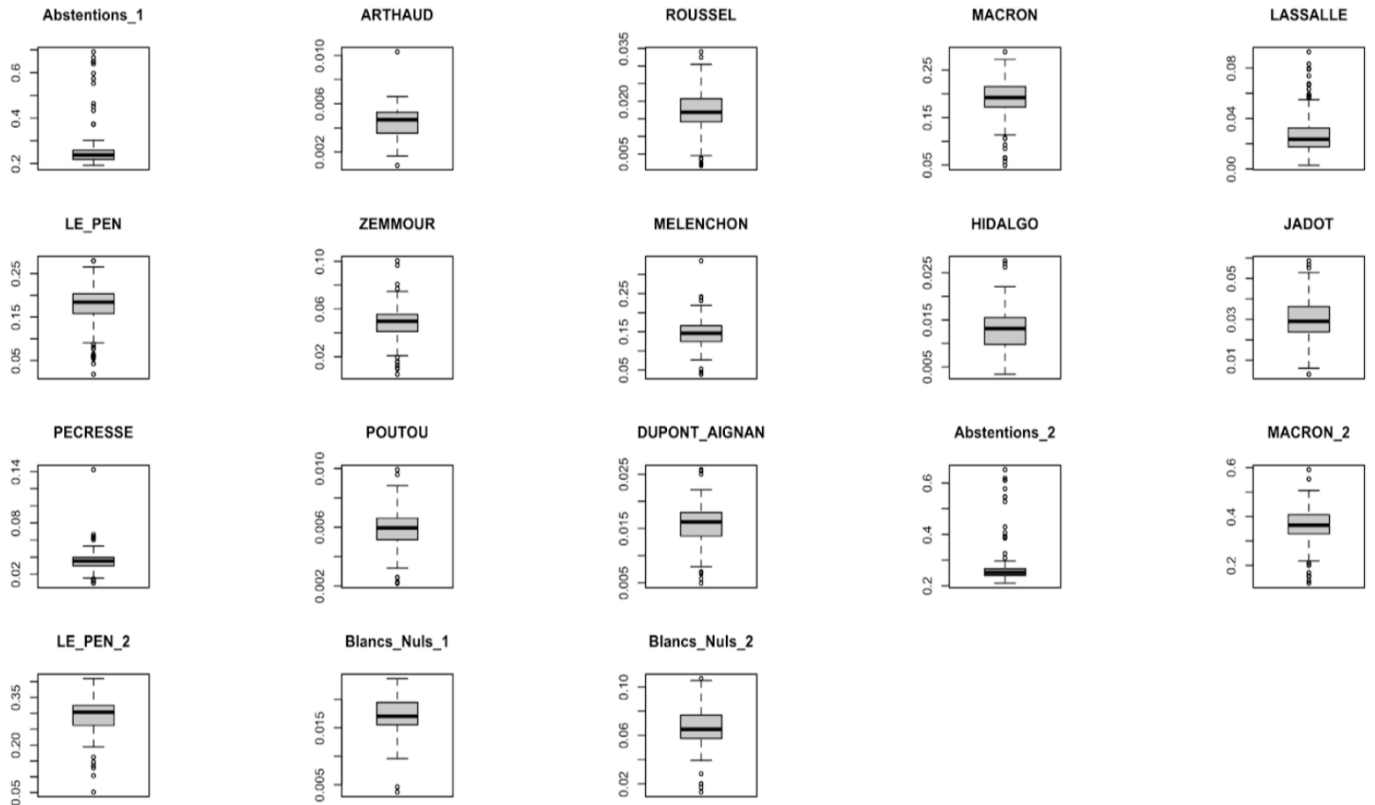 Abstentions_1 ARTHAUD ROUSSEL MACRON LASSALLE
0.2 0.4 0.6
0.002 0.006 0.010
0.005 0.020 0.035
0.05 0.15 0.25
0.00 0.04 0.08
LE_PEN ZEMMOUR MELENCHON HIDALGO JADOT
0.05 0.15 0.25
0.02 0.06 0.10
0.05 0.15 0.25
0.005 0.015 0.025
0.01 0.03 0.05
PECRESSE POUTOU DUPONT_AIGNAN Abstentions_2 MACRON_2
0.02 0.08 0.14
0.002 0.006 0.010
0.005 0.015 0.025
0.2 0.4 0.6
0.2 0.4 0.6
LE_PEN_2 Blancs_Nuls_1 Blancs_Nuls_2
0.05 0.20 0.35
0.005 0.015
0.02 0.06 0.10